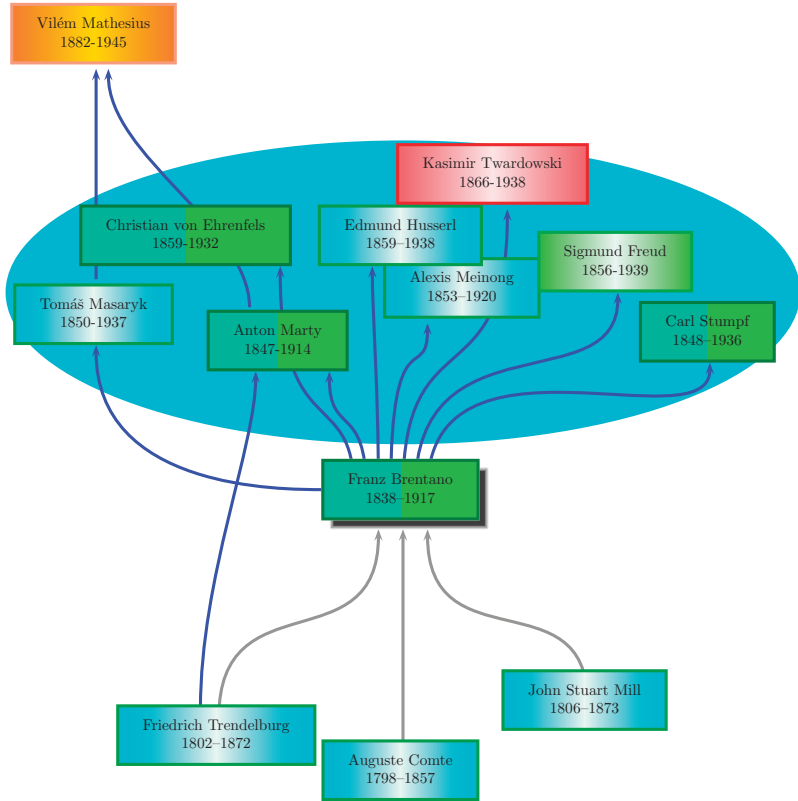 Vilém Mathesius
1882-1945
Kasimir Twardowski
1866-1938
Christian von Ehrenfels
1859-1932
Edmund Husserl
1859–1938
Sigmund Freud
1856-1939
Alexis Meinong
1853–1920
Tomáš Masaryk
1850-1937
Anton Marty
1847-1914
Carl Stumpf
1848–1936
Franz Brentano
1838–1917
John Stuart Mill
1806–1873
Friedrich Trendelburg
1802–1872
Auguste Comte
1798–1857